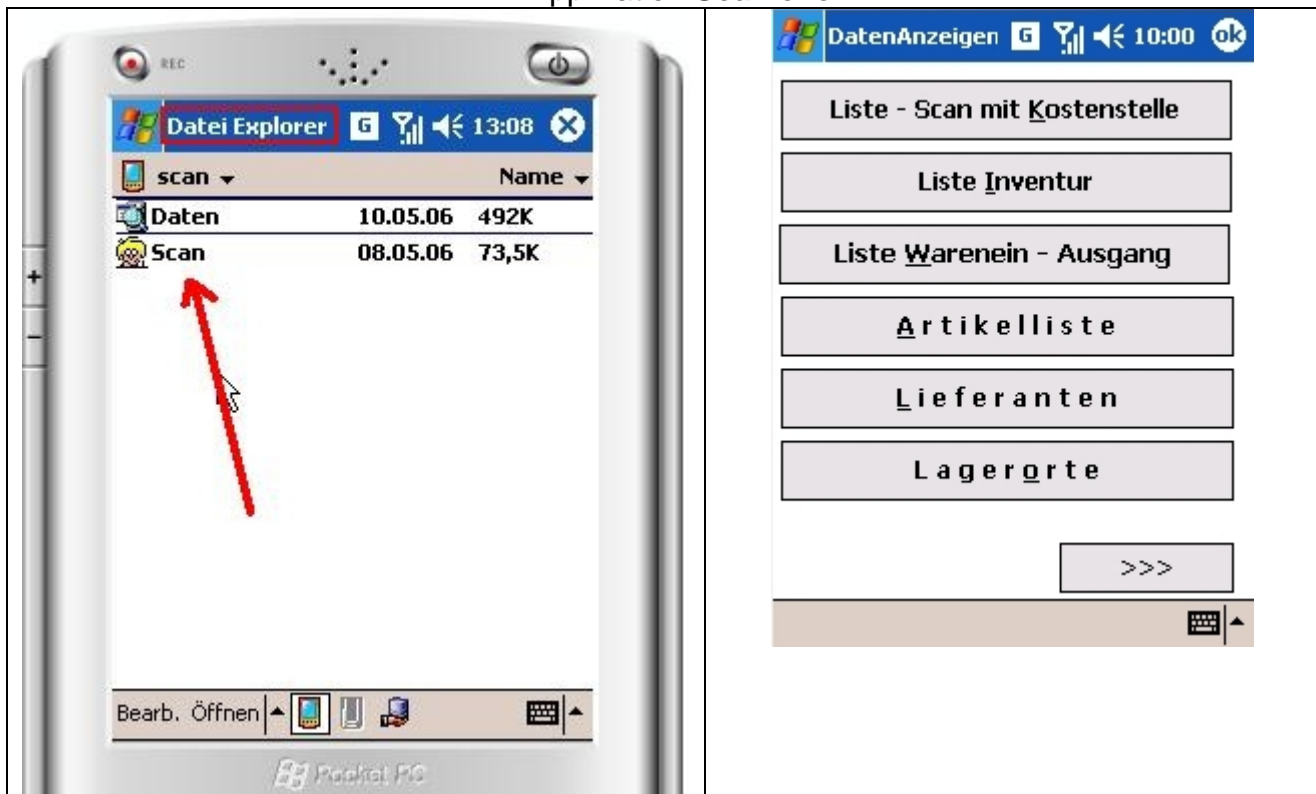 REC
Datei Explorer G 13:08
scan Name
Daten 10.05.06 492K
Scan 08.05.06 73,5K
+
-
Bearb. Öffnen
Pocket PC
DatenAnzeigen G 10:00 ok
Liste - Scan mit Kostenstelle
Liste Inventur
Liste Warenein - Ausgang
Artikelliste
Lieferanten
Lagerorte
>>>